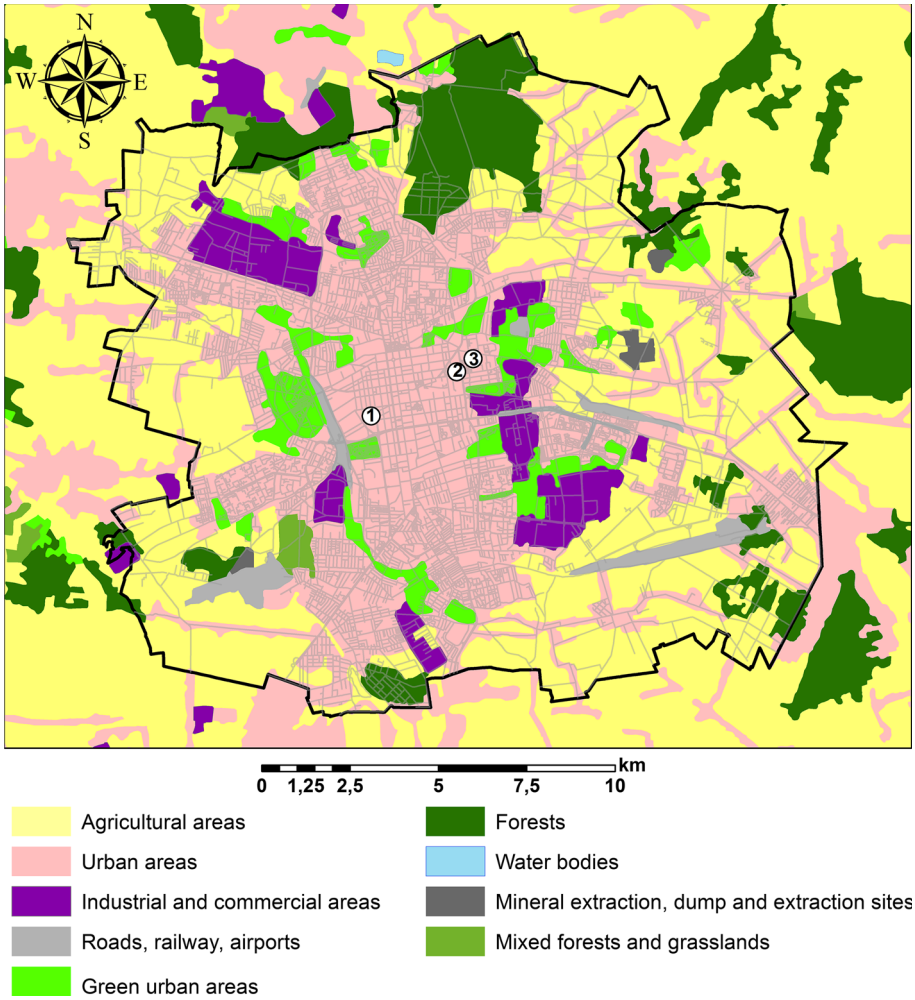 N
W E
S
3
2
1
km
0 1,25 2,5 5 7,5 10
Agricultural areas Forests
Urban areas Water bodies
Industrial and commercial areas Mineral extraction, dump and extraction sites
Roads, railway, airports Mixed forests and grasslands
Green urban areas